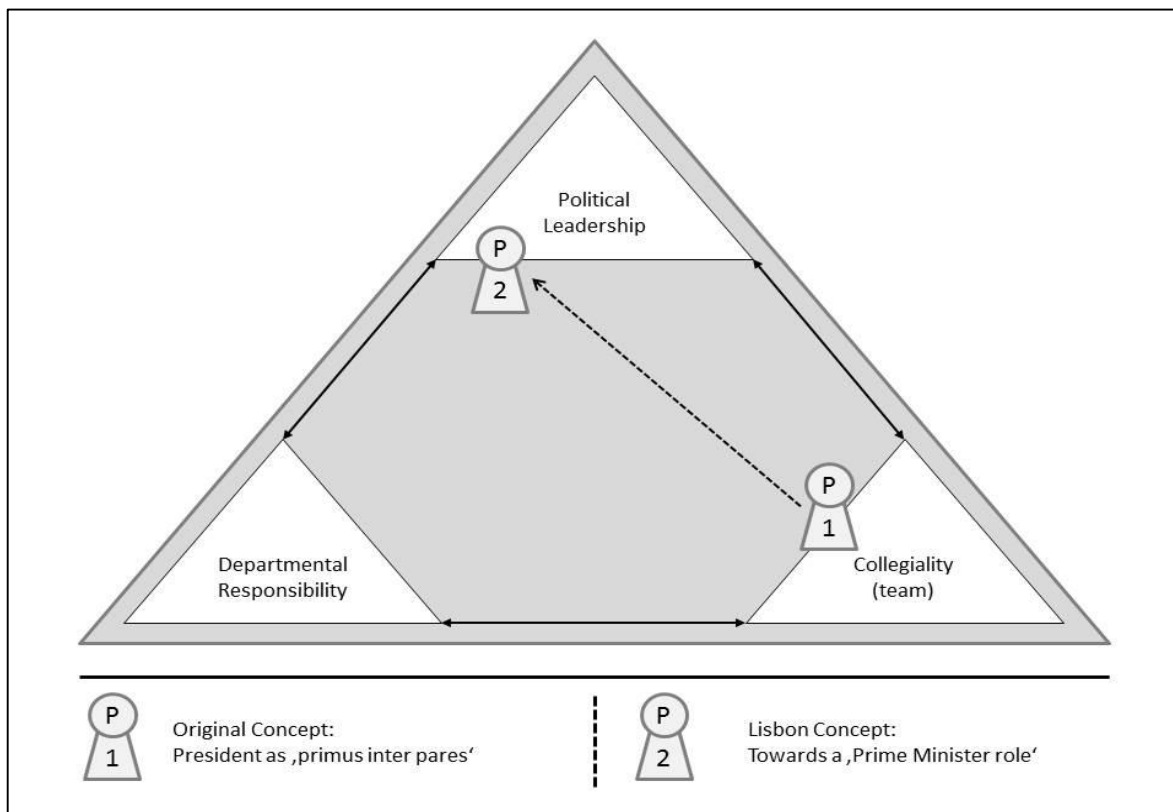 Political
Leadership
P
2
P
1
Departmental
Responsibility
Collegiality
(team)
P
1
Original Concept:
President as ‚primus inter pares‘
P
2
Lisbon Concept:
Towards a ‚Prime Minister role‘